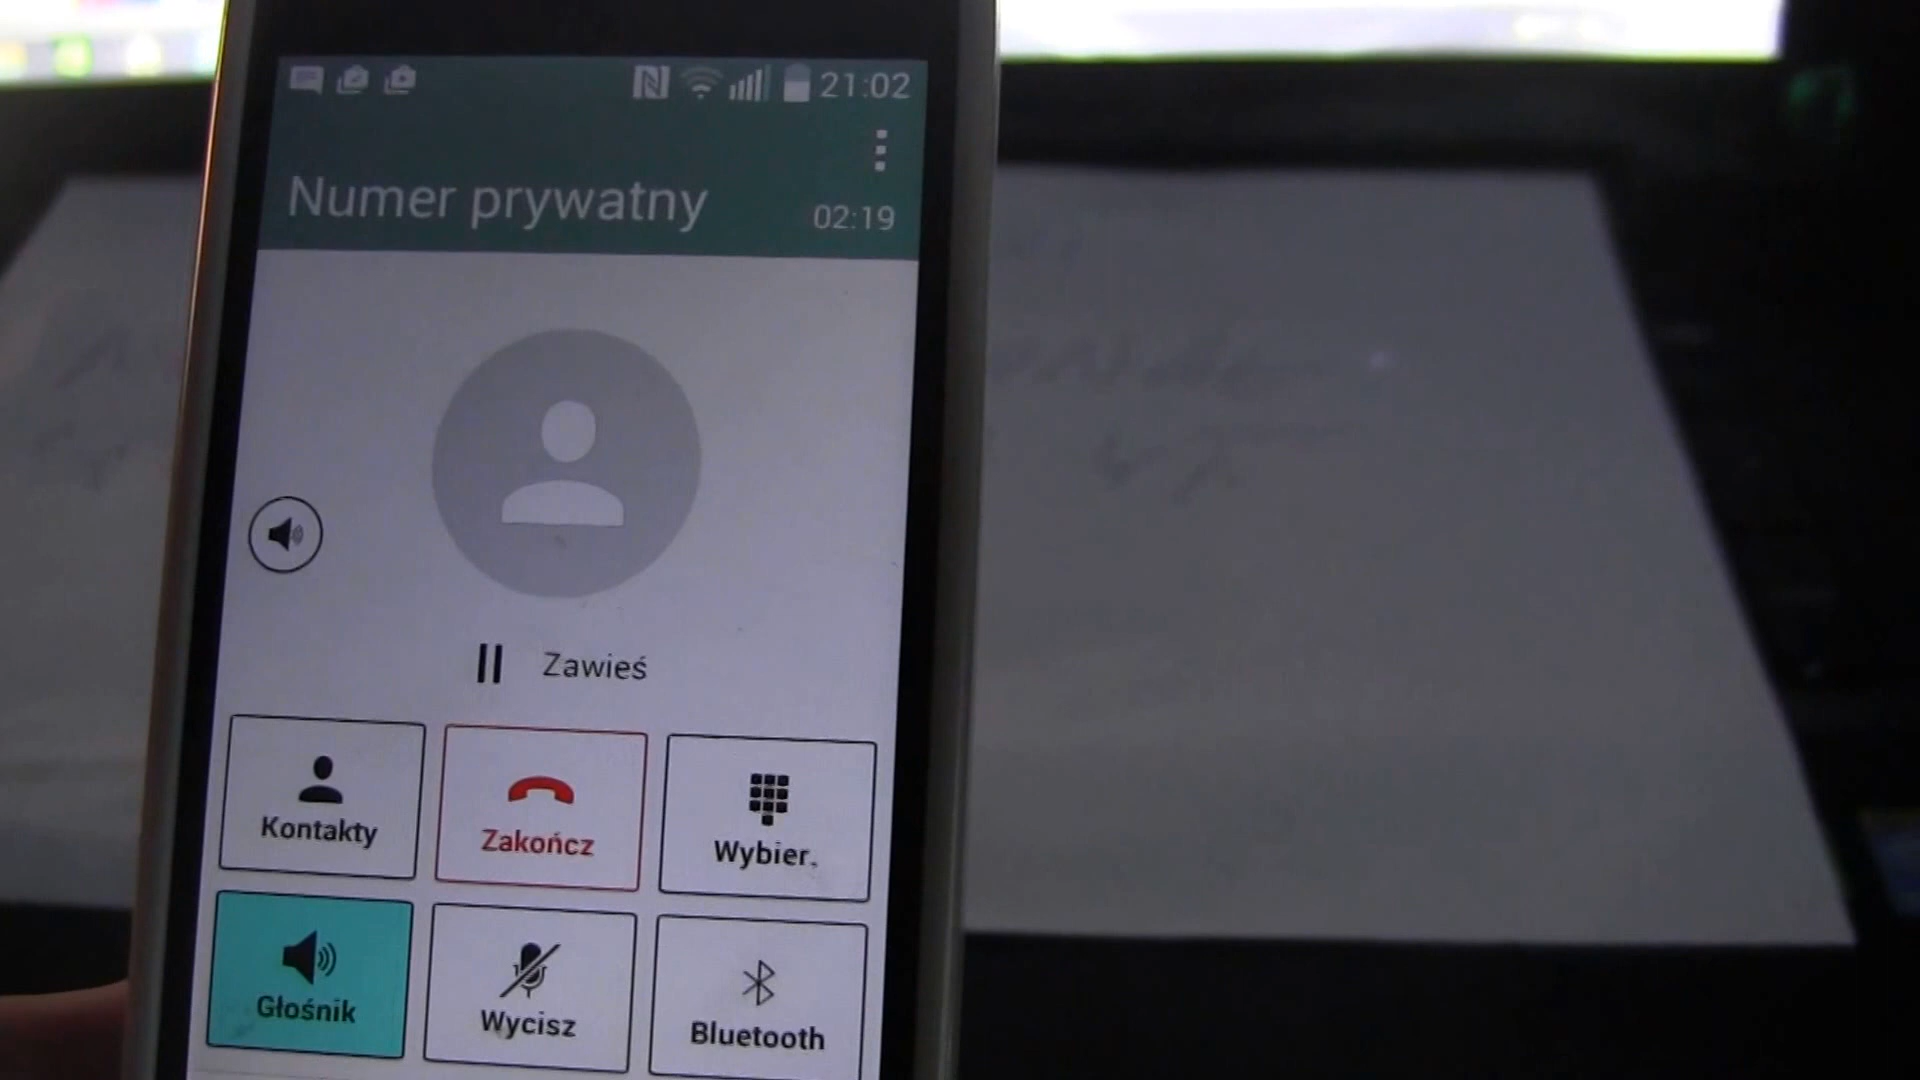 21:02
Numer prywatny
02:19
Zawieś
Kontakty
Zakończ
Wybier.
Głośnik
Wycisz
Bluetooth